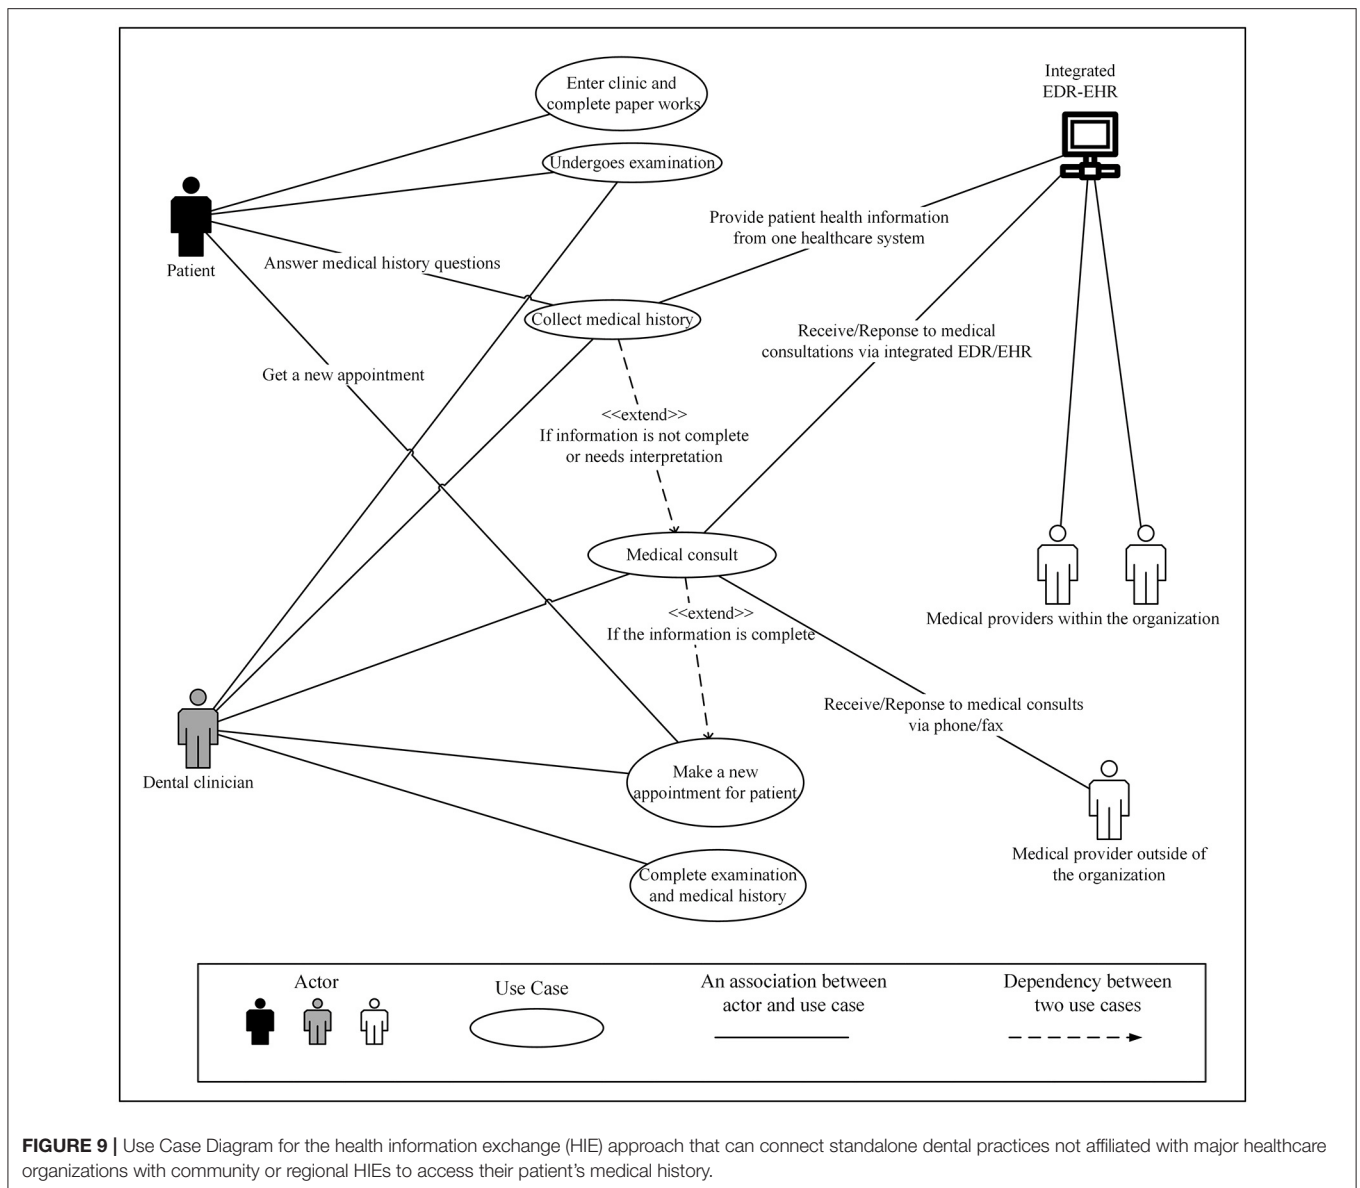 Enter clinic and
complete paper works
Integrated
EDR-EHR
Undergoes examination
Patient
Answer medical history questions
Provide patient health information
from one healthcare system
Collect medical history
Receive/Reponse to medical
consultations via integrated EDR/EHR
Get a new appointment
<<extend>>
If information is not complete
or needs interpretation
Medical consult
<<extend>>
If the information is complete
Medical providers within the organization
Receive/Reponse to medical consults
via phone/fax
Dental clinician
Make a new
appointment for patient
Medical provider outside of
the organization
Complete examination
and medical history
Actor
Use Case
An association between
actor and use case
Dependency between
two use cases
FIGURE 9 | Use Case Diagram for the health information exchange (HIE) approach that can connect standalone dental practices not affiliated with major healthcare
organizations with community or regional HIEs to access their patient's medical history.